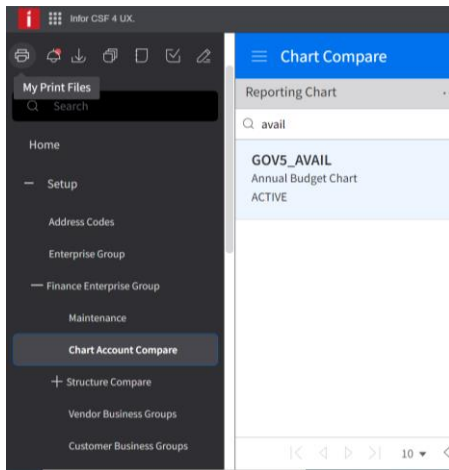 Infor CSF 4 UX.
My Print Files
Search
Home
Setup
Address Codes
Enterprise Group
Finance Enterprise Group
Maintenance
Chart Account Compare
Structure Compare
Vendor Business Groups
Customer Business Groups
Chart Compare
Reporting Chart
avail
GOV5_AVAIL
Annual Budget Chart
ACTIVE
10